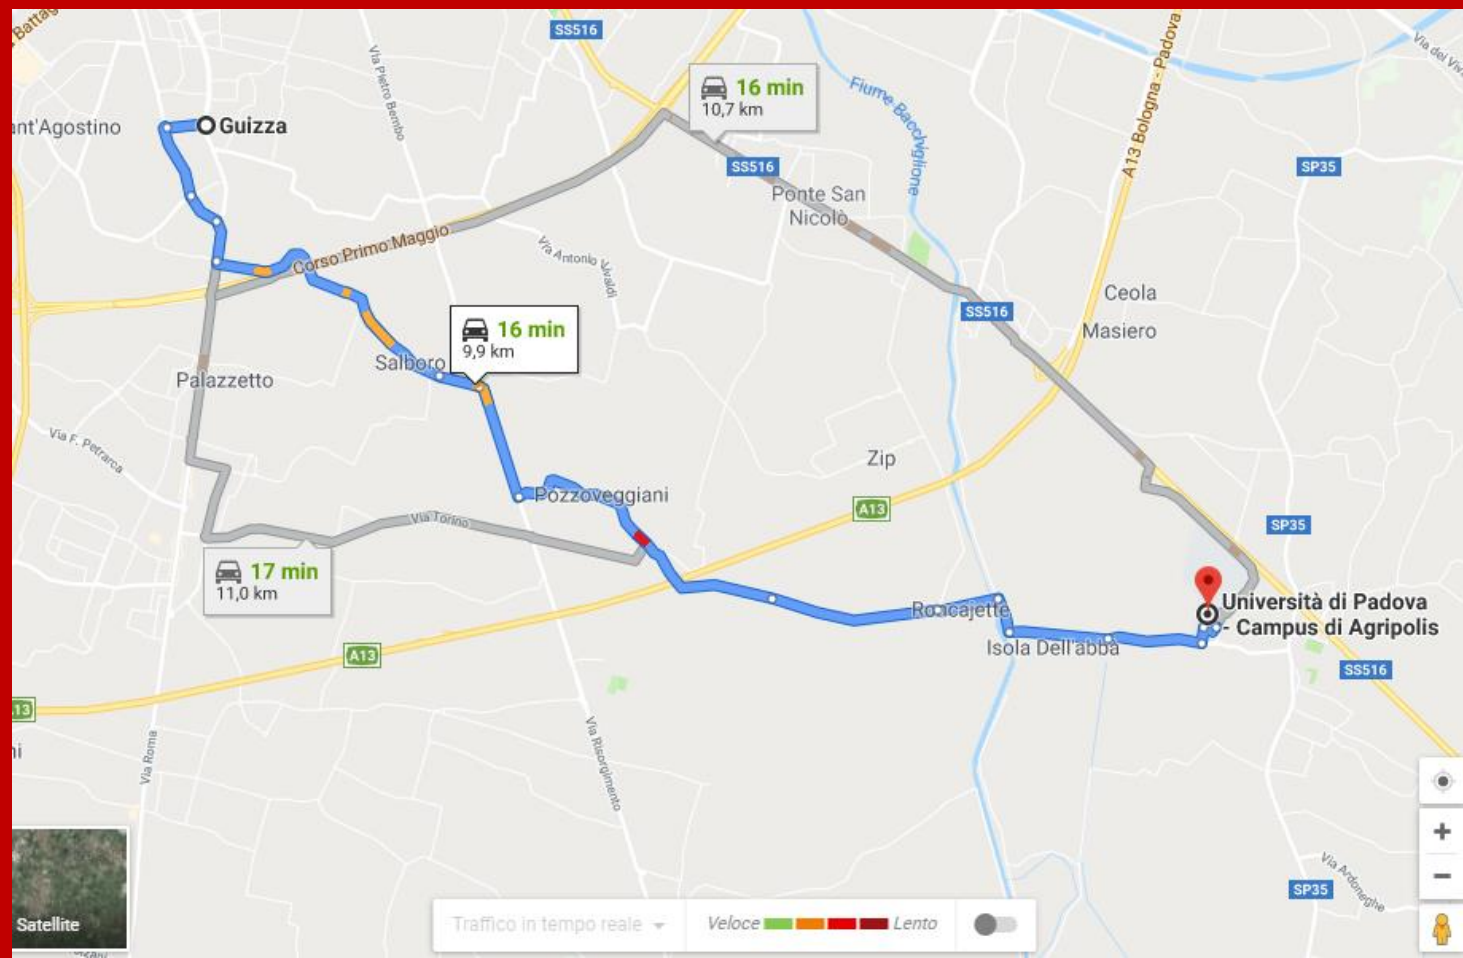 Battag
SS516
Via Pietro Bembo
16 min
10,7 km
Fiume Bacchiglione
A13 Bologna - Padova
Via dei Viv
ant'Agostino
Guizza
SS516
SP35
Ponte San
Nicolò
Corso Primo Maggio
Via Antonio Vivaldi
Ceola
SS516
Masiero
16 min
9,9 km
Salboro
Palazzetto
Via F. Petrarca
Zip
Pozzoveggiani
A13
Via Torino
SP35
17 min
11,0 km
Roncajette
Università di Padova
- Campus di Agripolis
Isola Dell'abbà
A13
SS516
13
ni
Via Roma
Via Risorgimento
Via Ardoneghe
SP35
Satellite
Traffico in tempo reale
Veloce
Lento